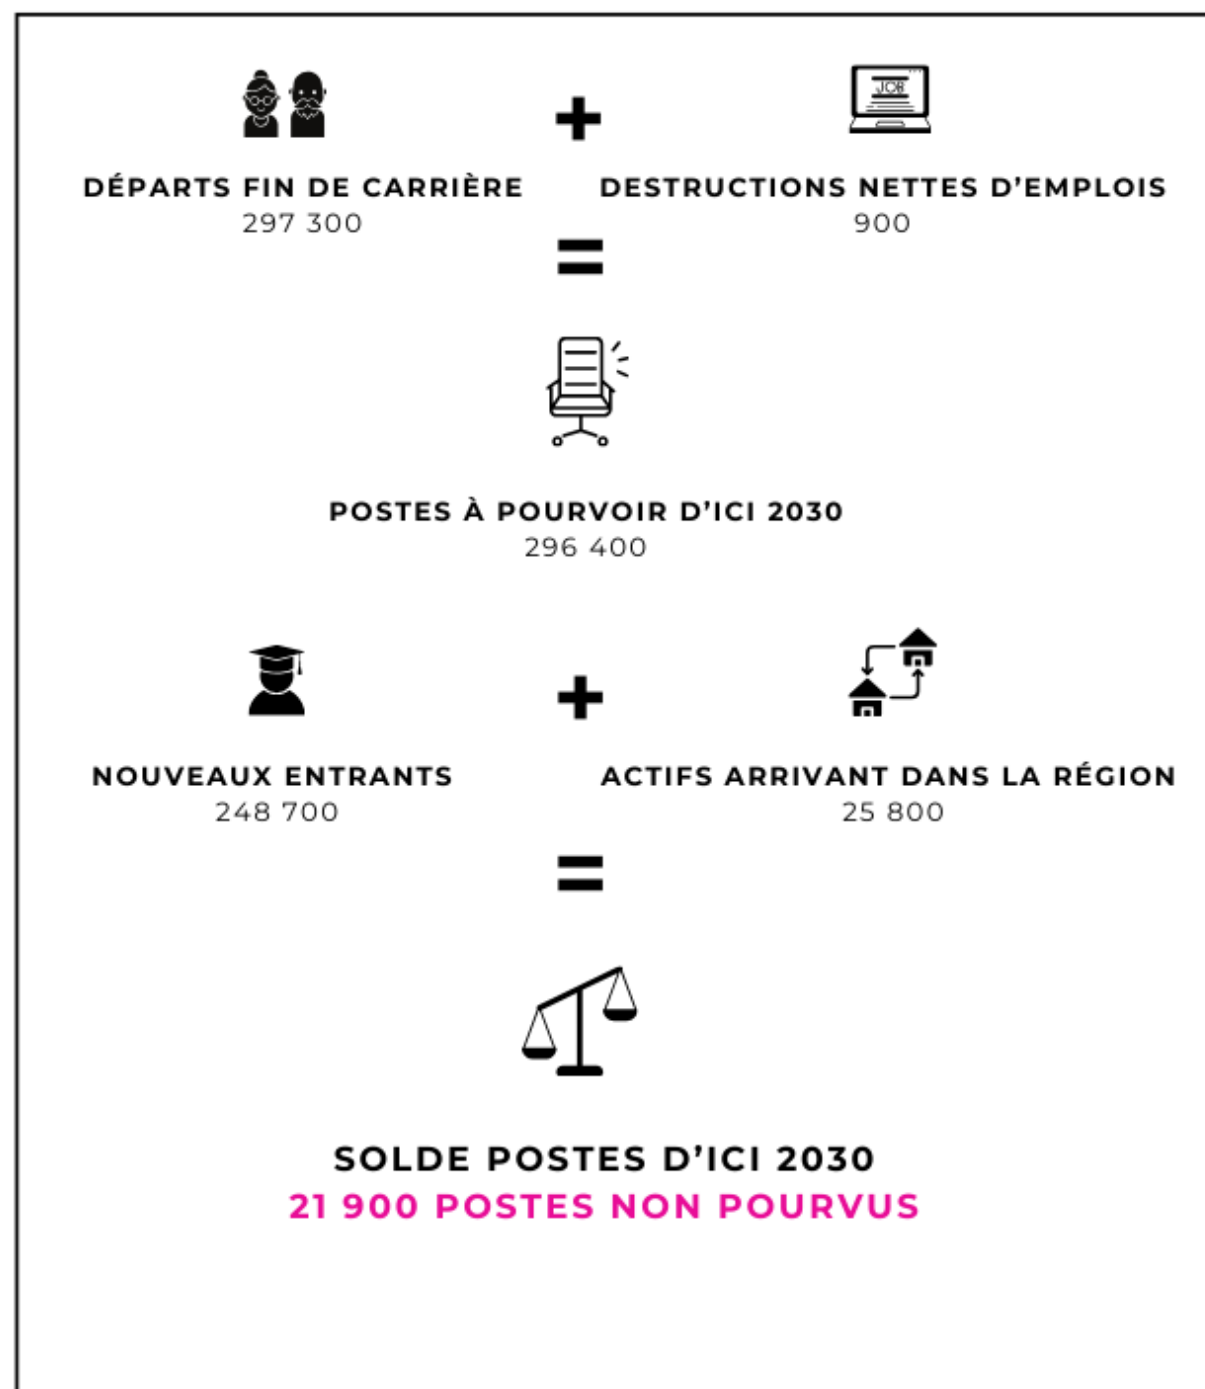 JOB
+
DÉPARTS FIN DE CARRIÈRE
297 300
DESTRUCTIONS NETTES D’EMPLOIS
900
=
POSTES À POURVOIR D’ICI 2030
296 400
+
NOUVEAUX ENTRANTS
248 700
ACTIFS ARRIVANT DANS LA RÉGION
25 800
=
SOLDE POSTES D’ICI 2030
21 900 POSTES NON POURVUS